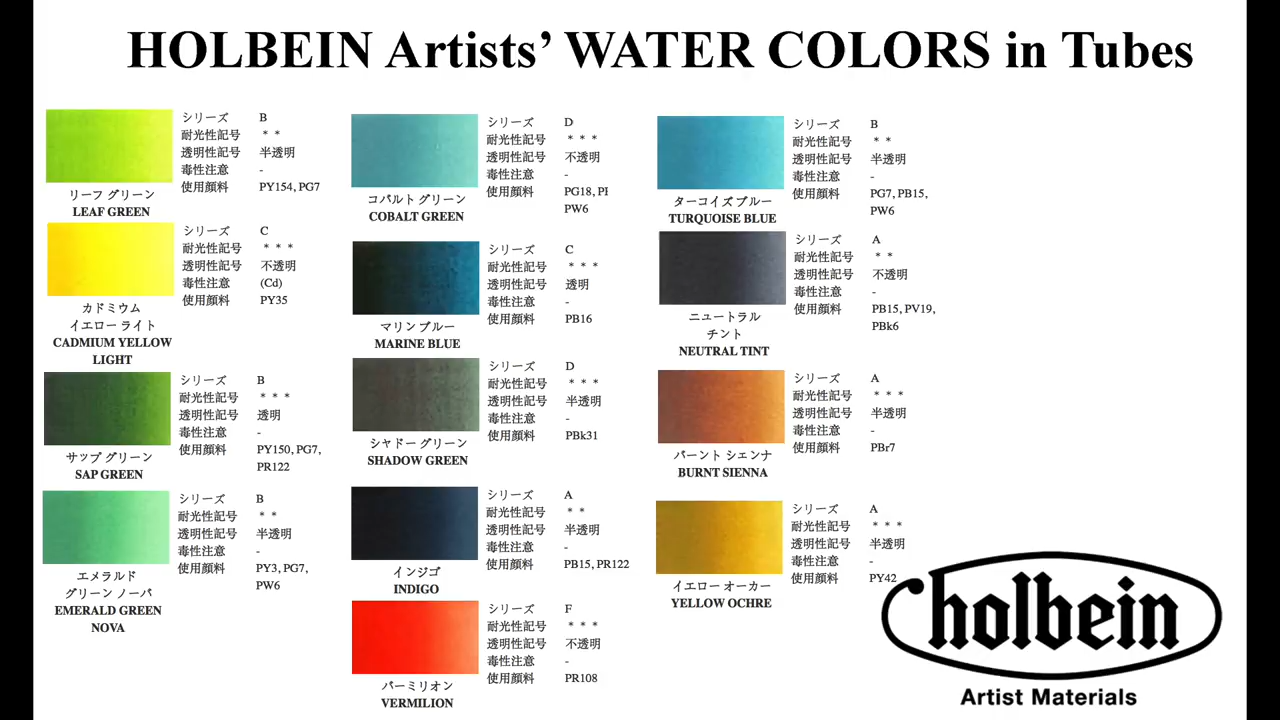 HOLBEIN Artists' WATER COLORS in Tubes
シリーズ B
耐光性記号 * *
透明性記号 半透明
毒性注意 -
使用顔料 PY154, PG7
リーフ グリーン
LEAF GREEN
シリーズ C
耐光性記号 * * *
透明性記号 不透明
毒性注意 (Cd)
使用顔料 PY35
カドミウム
イエロー ライト
CADMIUM YELLOW
LIGHT
シリーズ B
耐光性記号 * * *
透明性記号 透明
毒性注意 -
使用顔料 PY150, PG7,
PR122
サップ グリーン
SAP GREEN
シリーズ B
耐光性記号 * *
透明性記号 半透明
毒性注意 -
使用顔料 PY3, PG7,
PW6
エメラルド
グリーン ノーバ
EMERALD GREEN
NOVA
シリーズ D
耐光性記号 * * *
透明性記号 不透明
毒性注意 -
使用顔料 PG18,
PW6
コバルト グリーン
COBALT GREEN
シリーズ C
耐光性記号 * * *
透明性記号 透明
毒性注意 -
使用顔料 PB16
マリン ブルー
MARINE BLUE
シリーズ D
耐光性記号 * * *
透明性記号 半透明
毒性注意 -
使用顔料 PBk31
シャドー グリーン
SHADOW GREEN
シリーズ A
耐光性記号 * *
透明性記号 半透明
毒性注意 -
使用顔料 PB15, PR122
インジゴ
INDIGO
シリーズ F
耐光性記号 * * *
透明性記号 不透明
毒性注意 -
使用顔料 PR108
バーミリオン
VERMILION
シリーズ B
耐光性記号 * *
透明性記号 半透明
毒性注意 -
使用顔料 PG7, PB15,
PW6
ターコイズ ブルー
TURQUOISE BLUE
シリーズ A
耐光性記号 * *
透明性記号 不透明
毒性注意 -
使用顔料 PB15, PV19,
PBk6
ニュートラル
チント
NEUTRAL TINT
シリーズ A
耐光性記号 * * *
透明性記号 半透明
毒性注意 -
使用顔料 PBr7
バーント シェンナ
BURNT SIENNA
シリーズ A
耐光性記号 * * *
透明性記号 半透明
毒性注意 -
使用顔料 PY42
イエロー オーカー
YELLOW OCHRE
holbein
Artist Materials